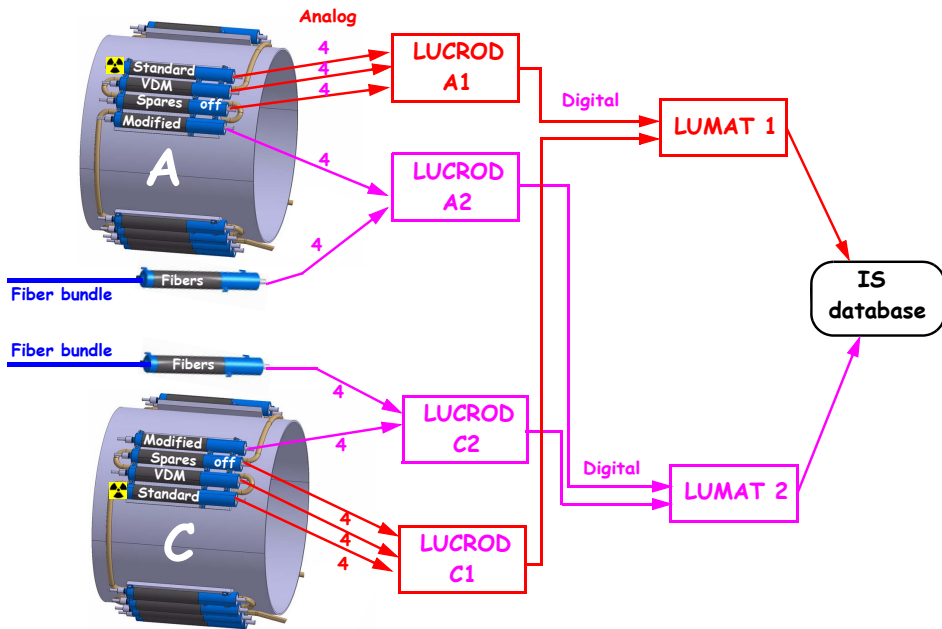 Analog
Standard
4
VDM
4
Spares off
4
Modified
A
4
4
LUCROD
A1
Digital
LUMAT 1
LUCROD
A2
Fibers
Fiber bundle
IS
database
Fiber bundle
Fibers
4
LUCROD
C2
Modified
4
Spares off
VDM
Standard
C
4
4
4
LUCROD
C1
Digital
LUMAT 2